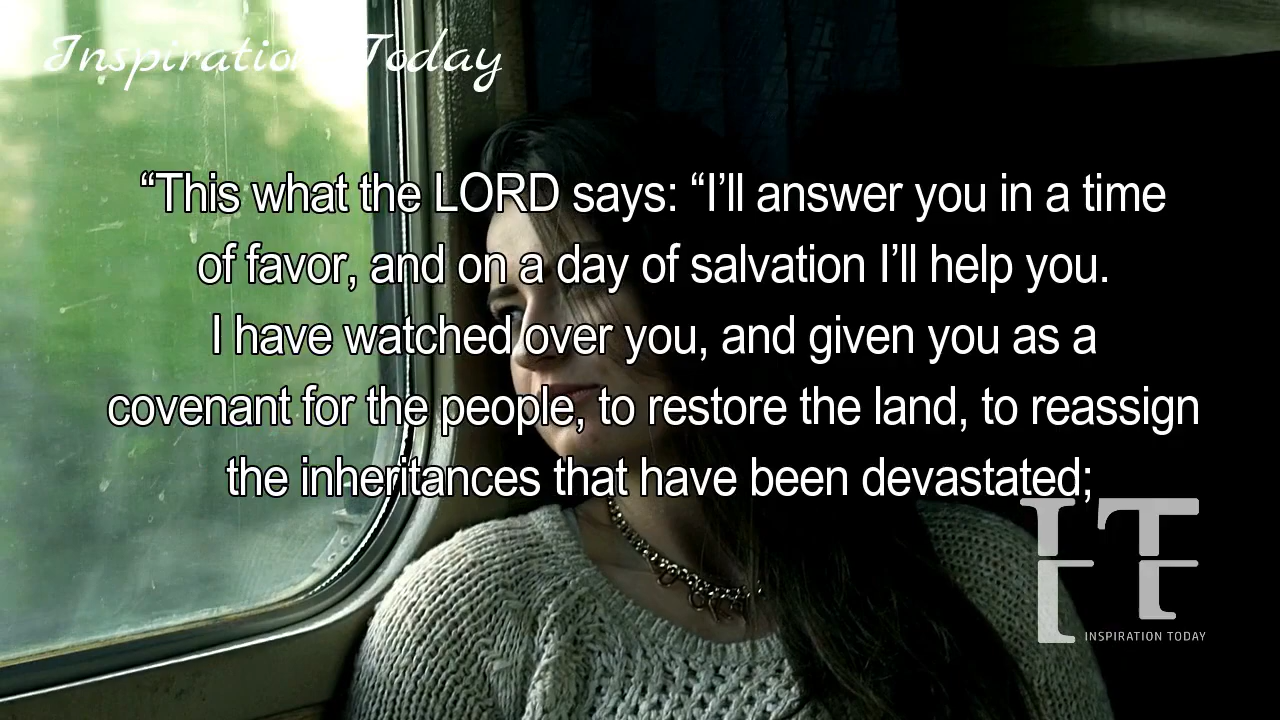 Inspiration Today
“This what the LORD says: “I’ll answer you in a time
of favor, and on a day of salvation I’ll help you.
I have watched over you, and given you as a
covenant for the people, to restore the land, to reassign
the inheritances that have been devastated;
IT
INSPIRATION TODAY